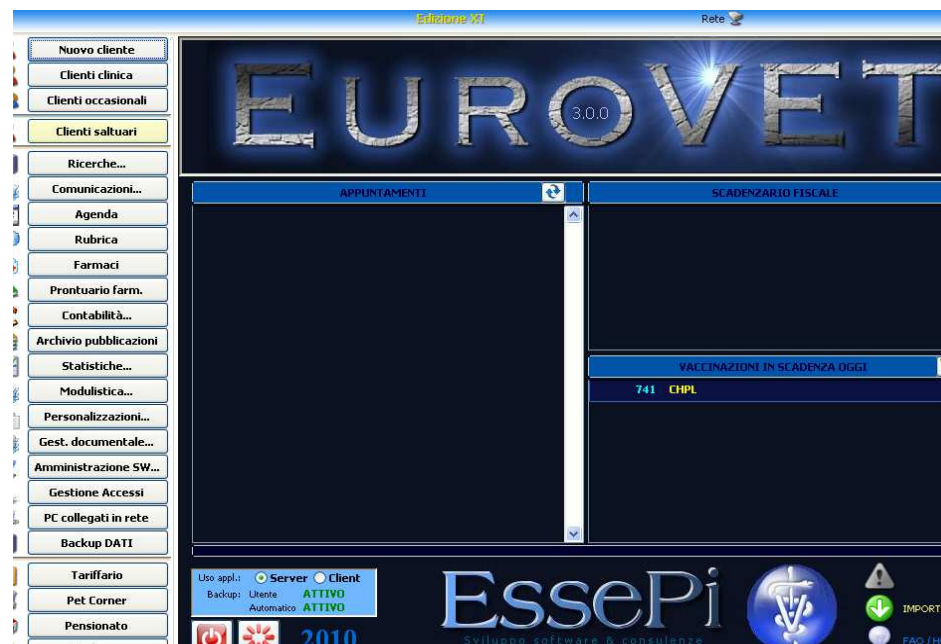 Edizione XT
Rete
Nuovo cliente
Clienti clinica
Clienti occasionali
Clienti saltuari
Ricerche...
Comunicazioni...
Agenda
Rubrica
Farmaci
Prontuario farm.
Contabilità...
Archivio pubblicazioni
Statistiche...
Modulistica...
Personalizzazioni...
Gest. documentale...
Amministrazione SW...
Gestione Accessi
PC collegati in rete
Backup DATI
Tariffario
Pet Corner
Pensionato
EUROVET
3.0.0
APPUNTAMENTI
SCADENZARIO FISCALE
VACCINAZIONI IN SCADENZA OGGI
741 CHPL
Uso appl.: Server Client
Backup: Utente ATTIVO
Automatico ATTIVO
2010
EssePi
Sviluppo software & consulenze
IMPORT
FAQ/H